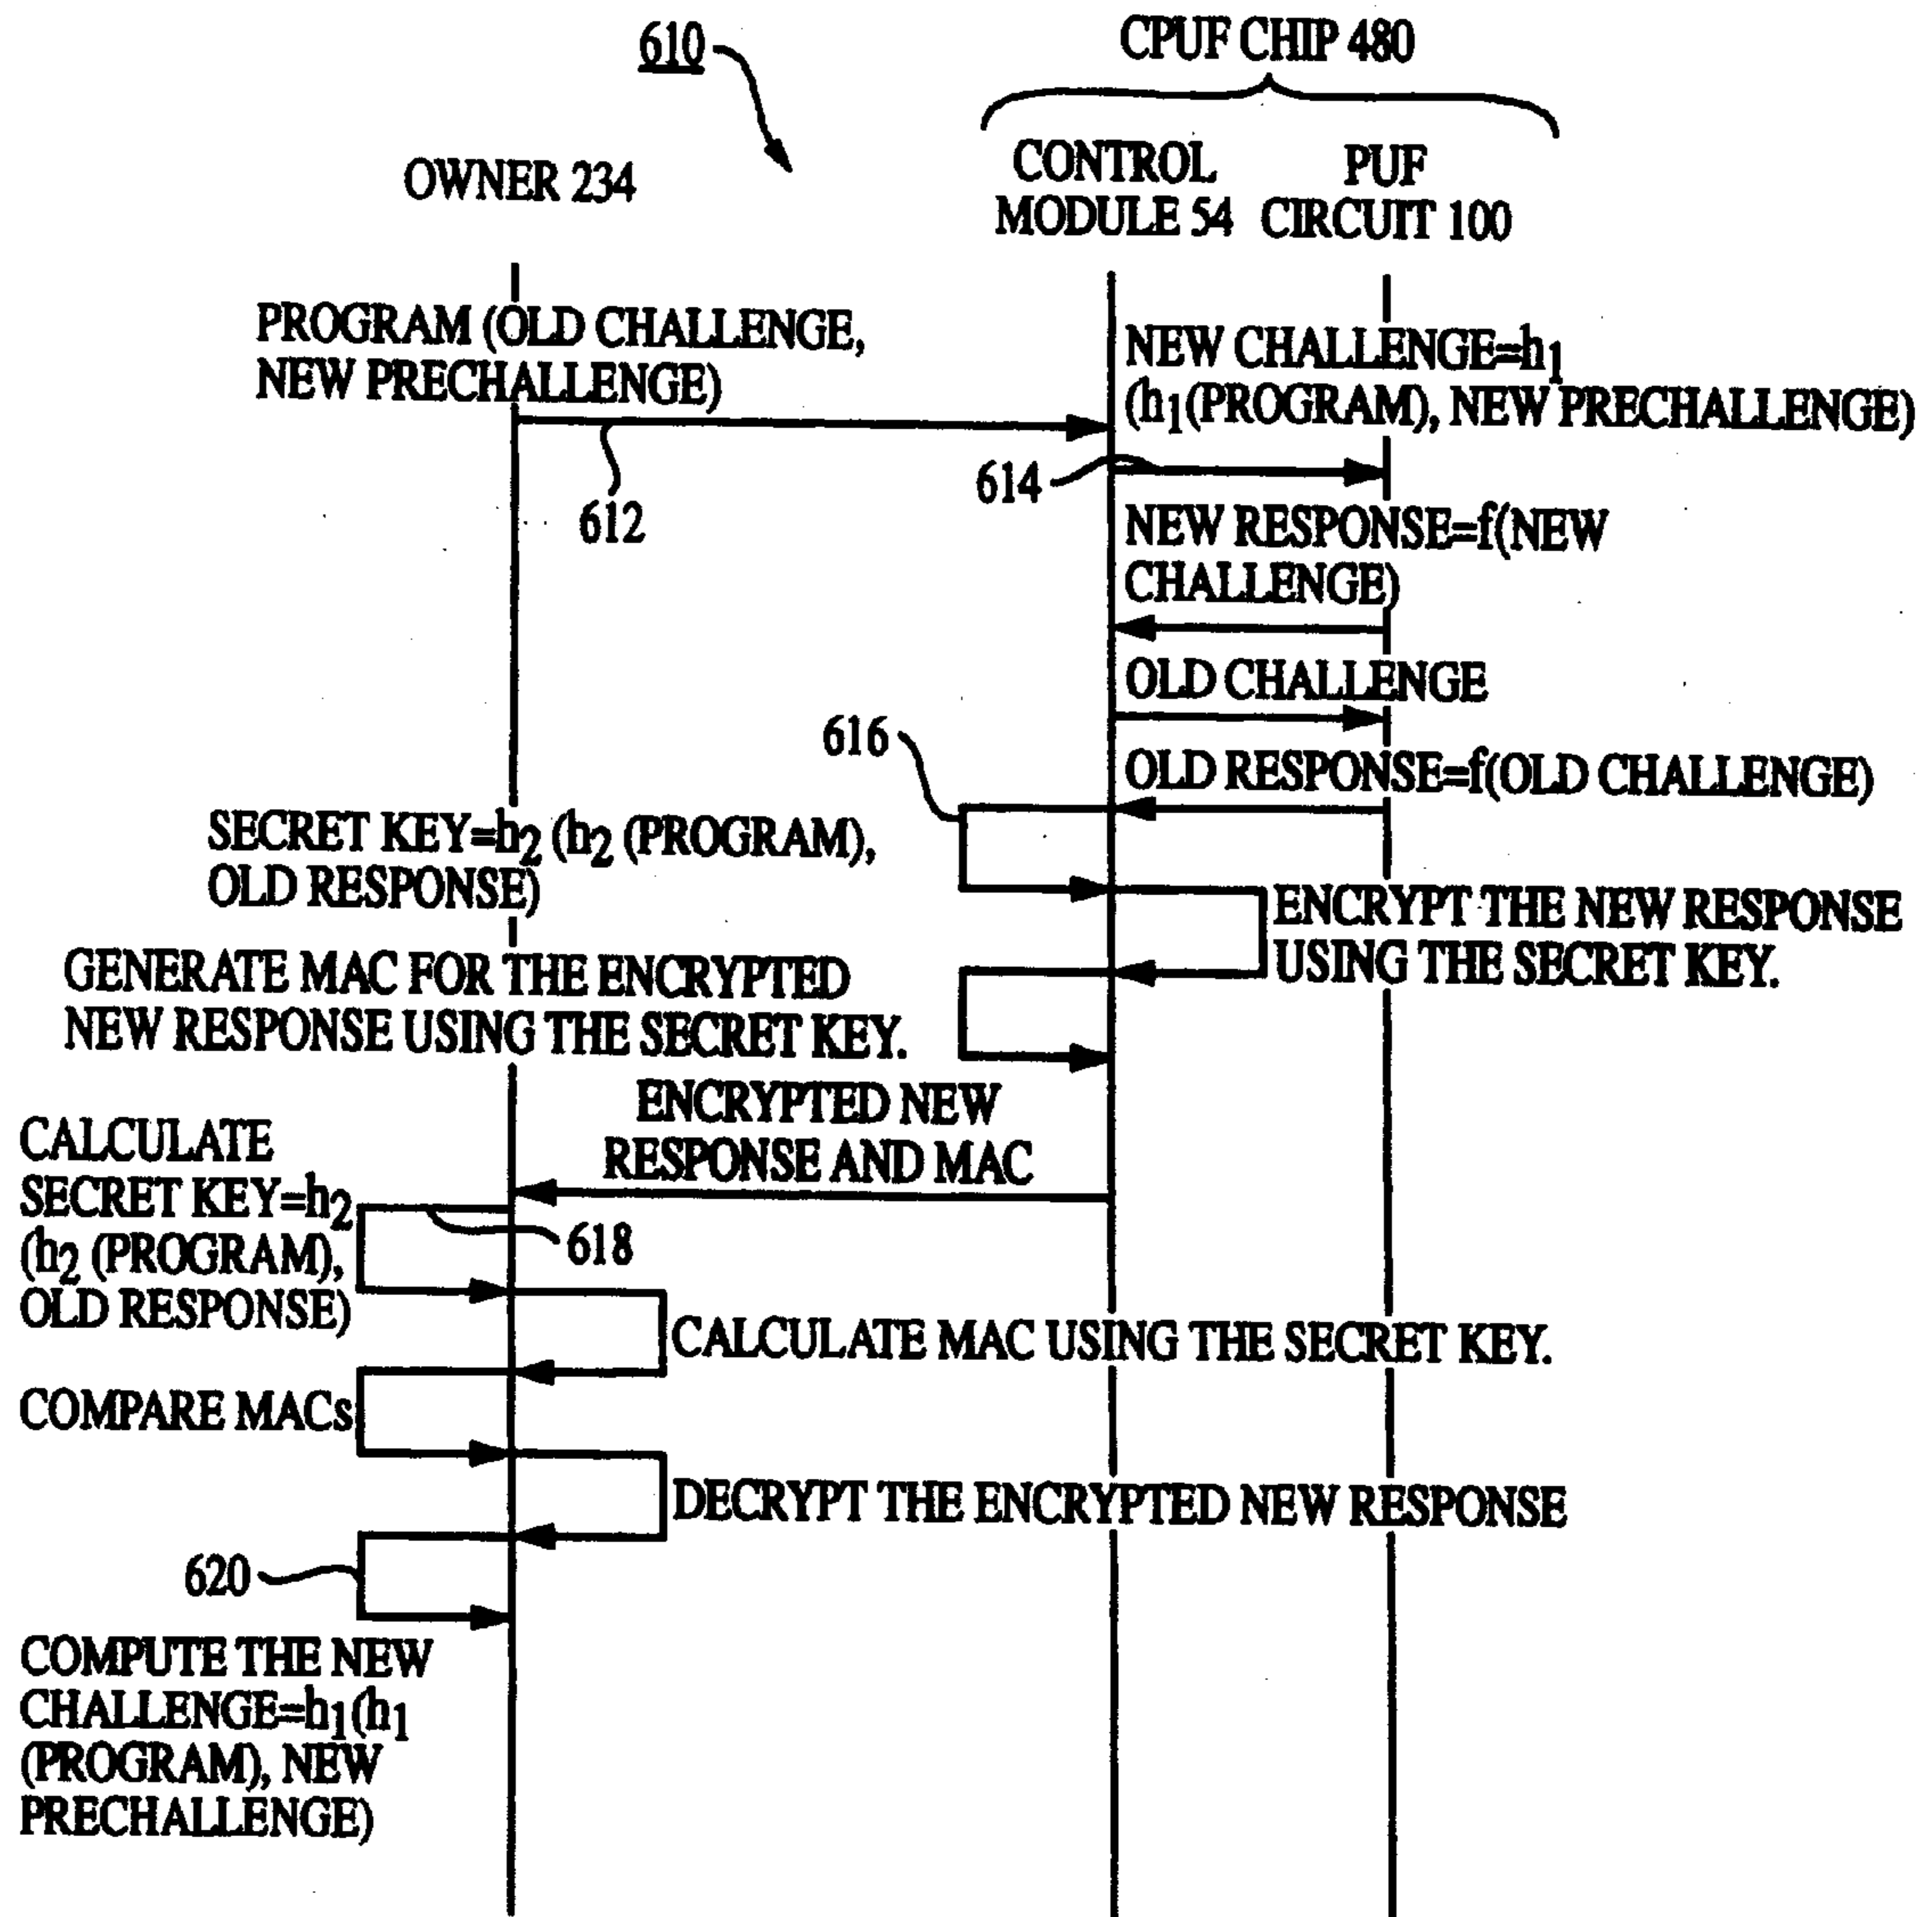 610
CPUF CHIP 480
OWNER 234
CONTROL
MODULE 54
PUF
CIRCUIT 100
PROGRAM (OLD CHALLENGE,
NEW PRECHALLENGE)
NEW CHALLENGE=h1
(h1(PROGRAM), NEW PRECHALLENGE)
612
614
NEW RESPONSE=f(NEW
CHALLENGE)
OLD CHALLENGE
616
OLD RESPONSE=f(OLD CHALLENGE)
SECRET KEY=h2 (h2 (PROGRAM),
OLD RESPONSE)
ENCRYPT THE NEW RESPONSE
USING THE SECRET KEY.
GENERATE MAC FOR THE ENCRYPTED
NEW RESPONSE USING THE SECRET KEY.
ENCRYPTED NEW
RESPONSE AND MAC
CALCULATE
SECRET KEY=h2
(h2 (PROGRAM),
OLD RESPONSE)
618
CALCULATE MAC USING THE SECRET KEY.
COMPARE MACs
DECRYPT THE ENCRYPTED NEW RESPONSE
620
COMPUTE THE NEW
CHALLENGE=h1(h1
(PROGRAM), NEW
PRECHALLENGE)